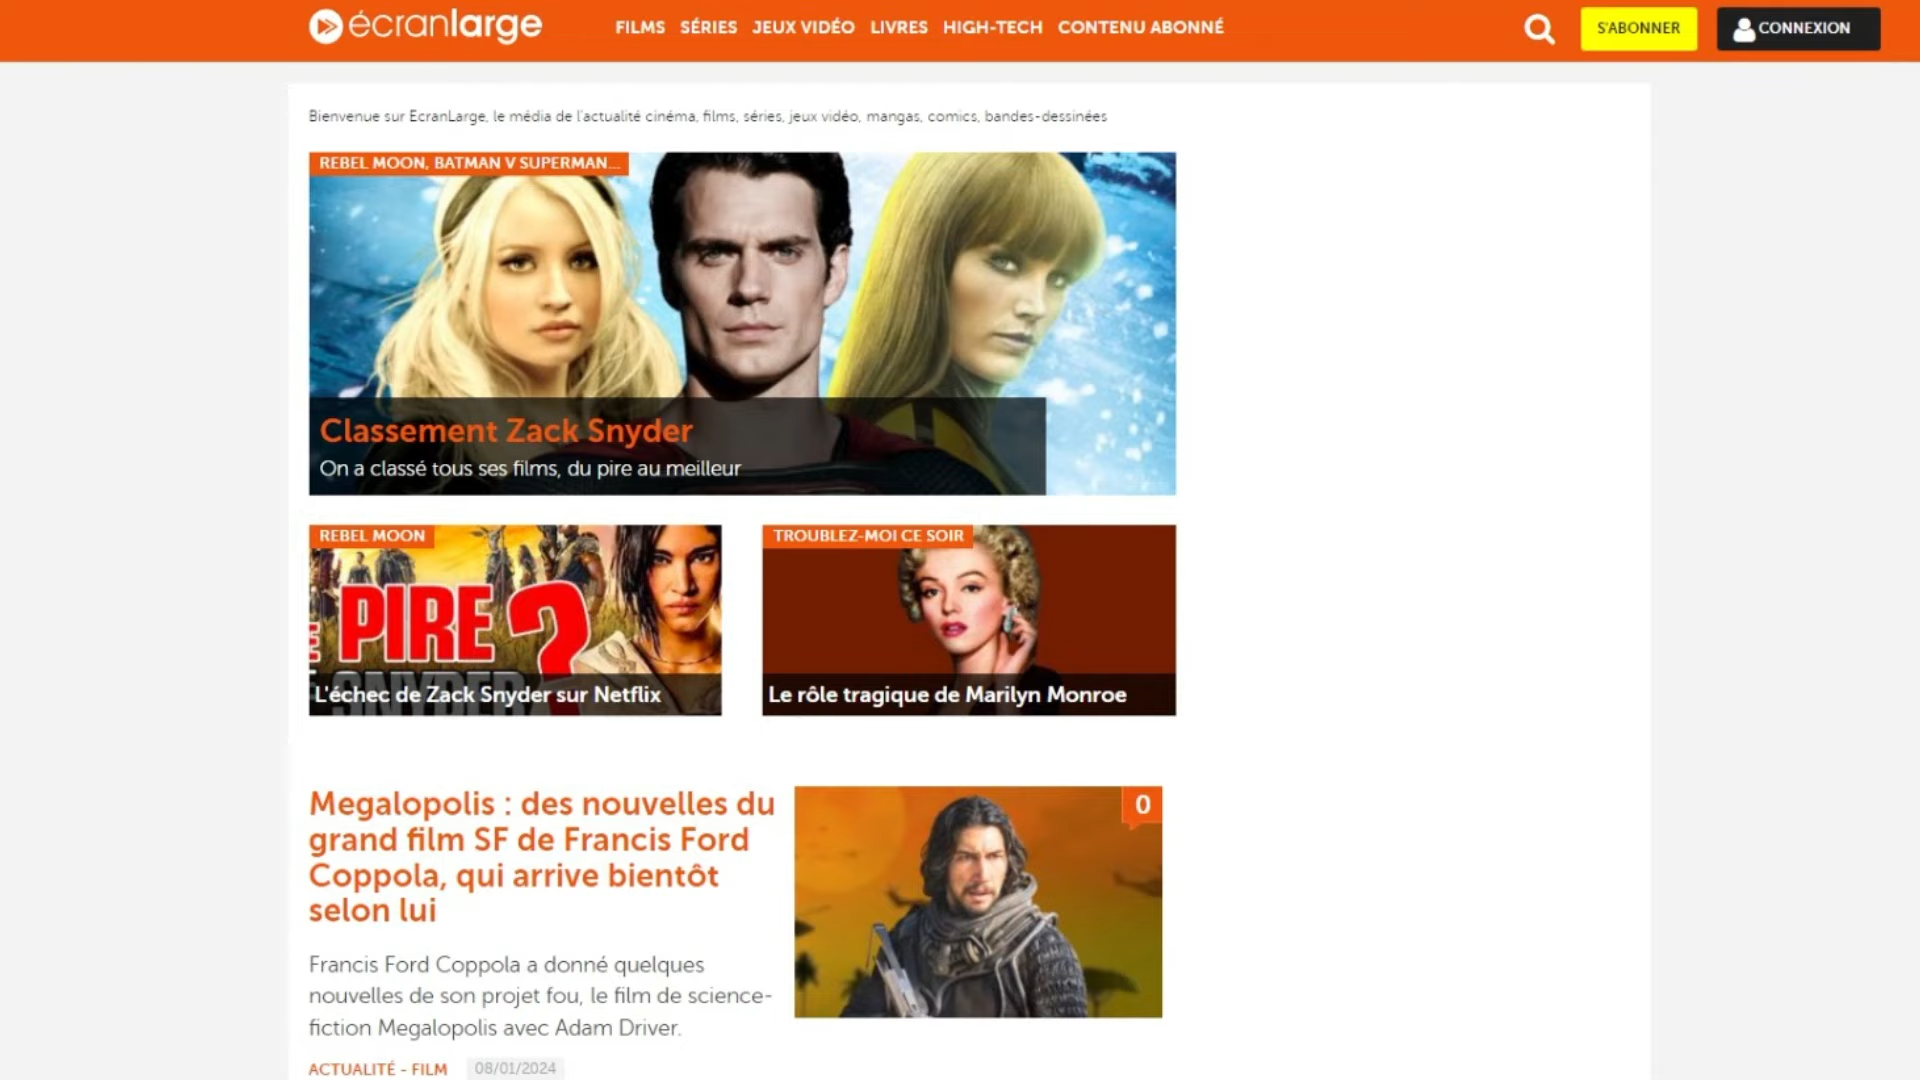 écranlarge
FILMS SÉRIES JEUX VIDÉO LIVRES HIGH-TECH CONTENU ABONNÉ
S'ABONNER
CONNEXION
Bienvenue sur EcranLarge, le média de l'actualité cinéma, films, séries, jeux vidéo, mangas, comics, bandes-dessinées
REBEL MOON, BATMAN V SUPERMAN...
Classement Zack Snyder
On a classé tous ses films, du pire au meilleur
REBEL MOON
PIRE ?
SNYDER
L'échec de Zack Snyder sur Netflix
TROUBLEZ-MOI CE SOIR
Le rôle tragique de Marilyn Monroe
Megalopolis : des nouvelles du
grand film SF de Francis Ford
Coppola, qui arrive bientôt
selon lui
0
Francis Ford Coppola a donné quelques
nouvelles de son projet fou, le film de science-
fiction Megalopolis avec Adam Driver.
ACTUALITÉ - FILM 08/01/2024